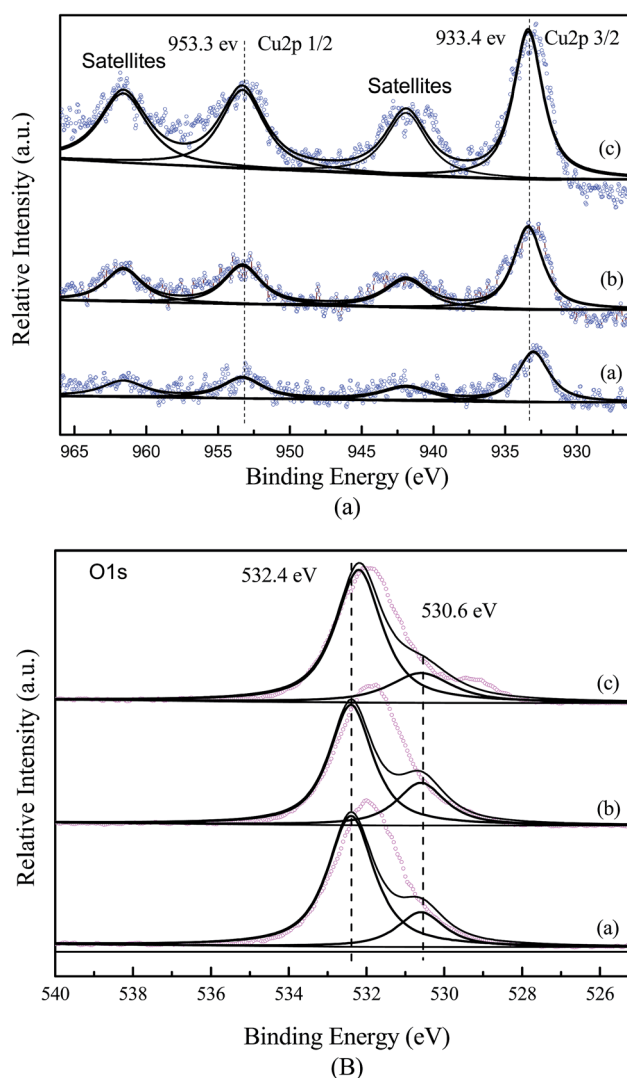 953.3 ev Cu2p 1/2 933.4 ev Cu2p 3/2
Satellites
Satellites
(c)
(b)
(a)
Relative Intensity (a.u.)
965 960 955 950 945 940 935 930
Binding Energy (eV)
(a)
O1s
532.4 eV
530.6 eV
(c)
(b)
(a)
Relative Intensity (a.u.)
540 538 536 534 532 530 528 526
Binding Energy (eV)
(B)